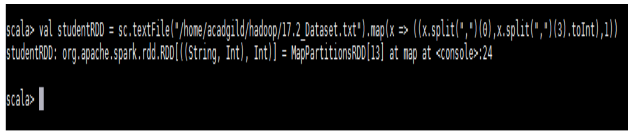 scala> val studentRDD = sc.textFile("/home/acadgild/hadoop/17.2_Dataset.txt").map(x => ((x.split(",")(0),x.split(",")(3).toInt),1))
studentRDD: org.apache.spark.rdd.RDD[((String, Int), Int)] = MapPartitionsRDD[13] at map at <console>:24
scala>